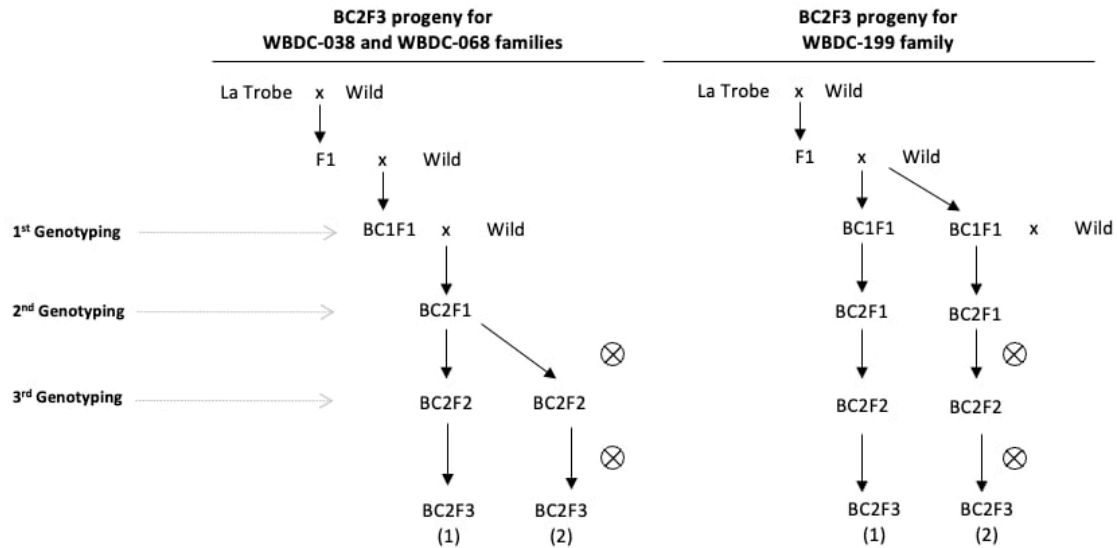 BC2F3 progeny for
WBDC-038 and WBDC-068 families
BC2F3 progeny for
WBDC-199 family
La Trobe x Wild
La Trobe x Wild
F1 x Wild
F1 x Wild
1st Genotyping
BC1F1 x Wild
BC1F1
BC1F1 x Wild
2nd Genotyping
BC2F1
BC2F1
BC2F1
3rd Genotyping
BC2F2
BC2F2
BC2F2
BC2F2
BC2F3
(1)
BC2F3
(2)
BC2F3
(1)
BC2F3
(2)